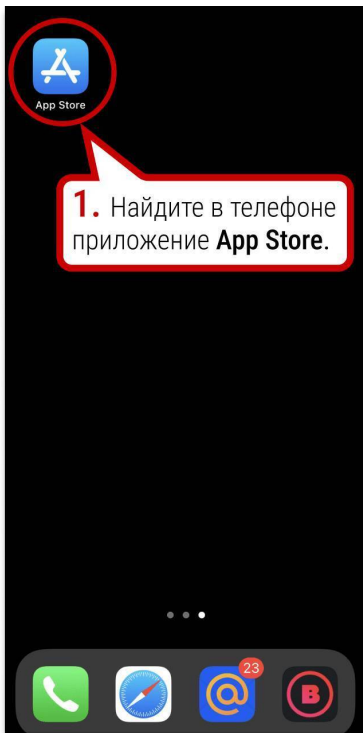 App Store
1. Найдите в телефоне
приложение App Store.
23
@
B